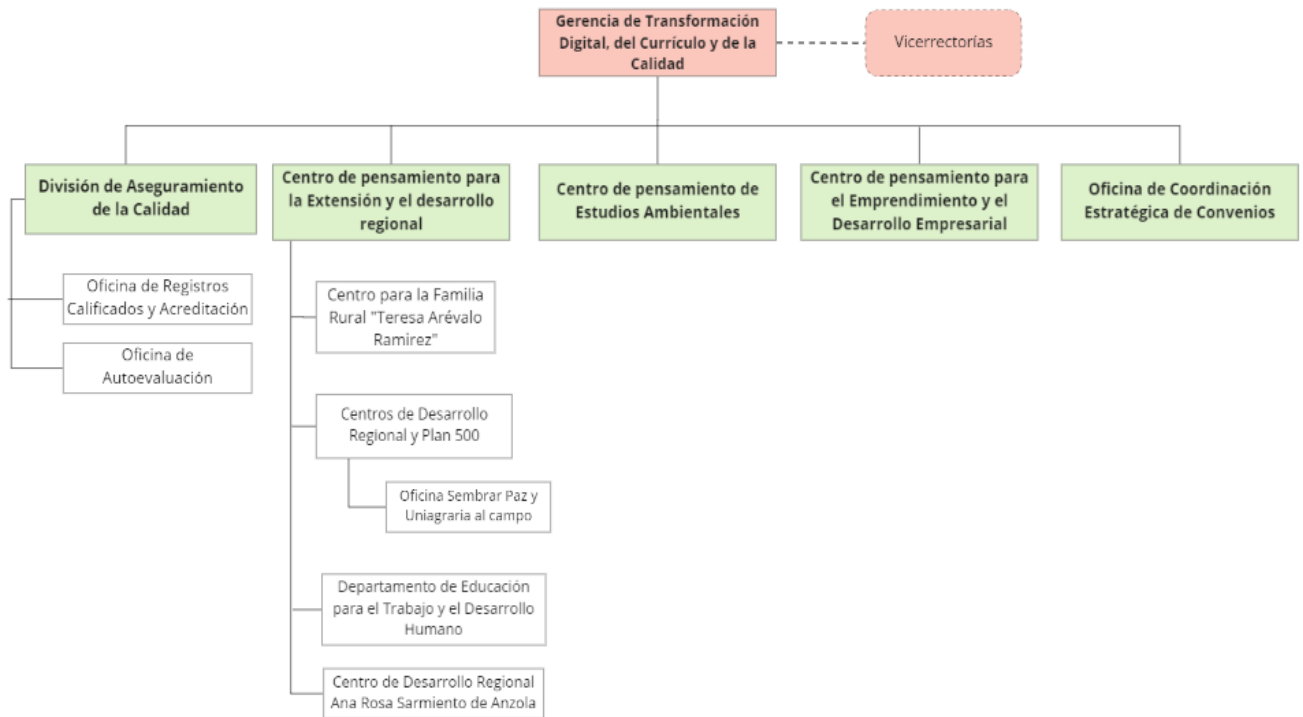 Gerencia de Transformación
Digital, del Currículo y de la
Calidad
Vicerrectorías
División de Aseguramiento
de la Calidad
Centro de pensamiento para
la Extensión y el desarrollo
regional
Centro de pensamiento de
Estudios Ambientales
Centro de pensamiento para
el Emprendimiento y el
Desarrollo Empresarial
Oficina de Coordinación
Estratégica de Convenios
Oficina de Registros
Calificados y Acreditación
Oficina de
Autoevaluación
Centro para la Familia
Rural "Teresa Arévalo
Ramirez"
Centros de Desarrollo
Regional y Plan 500
Oficina Sembrar Paz y
Uniagraria al campo
Departamento de Educación
para el Trabajo y el Desarrollo
Humano
Centro de Desarrollo Regional
Ana Rosa Sarmiento de Anzola